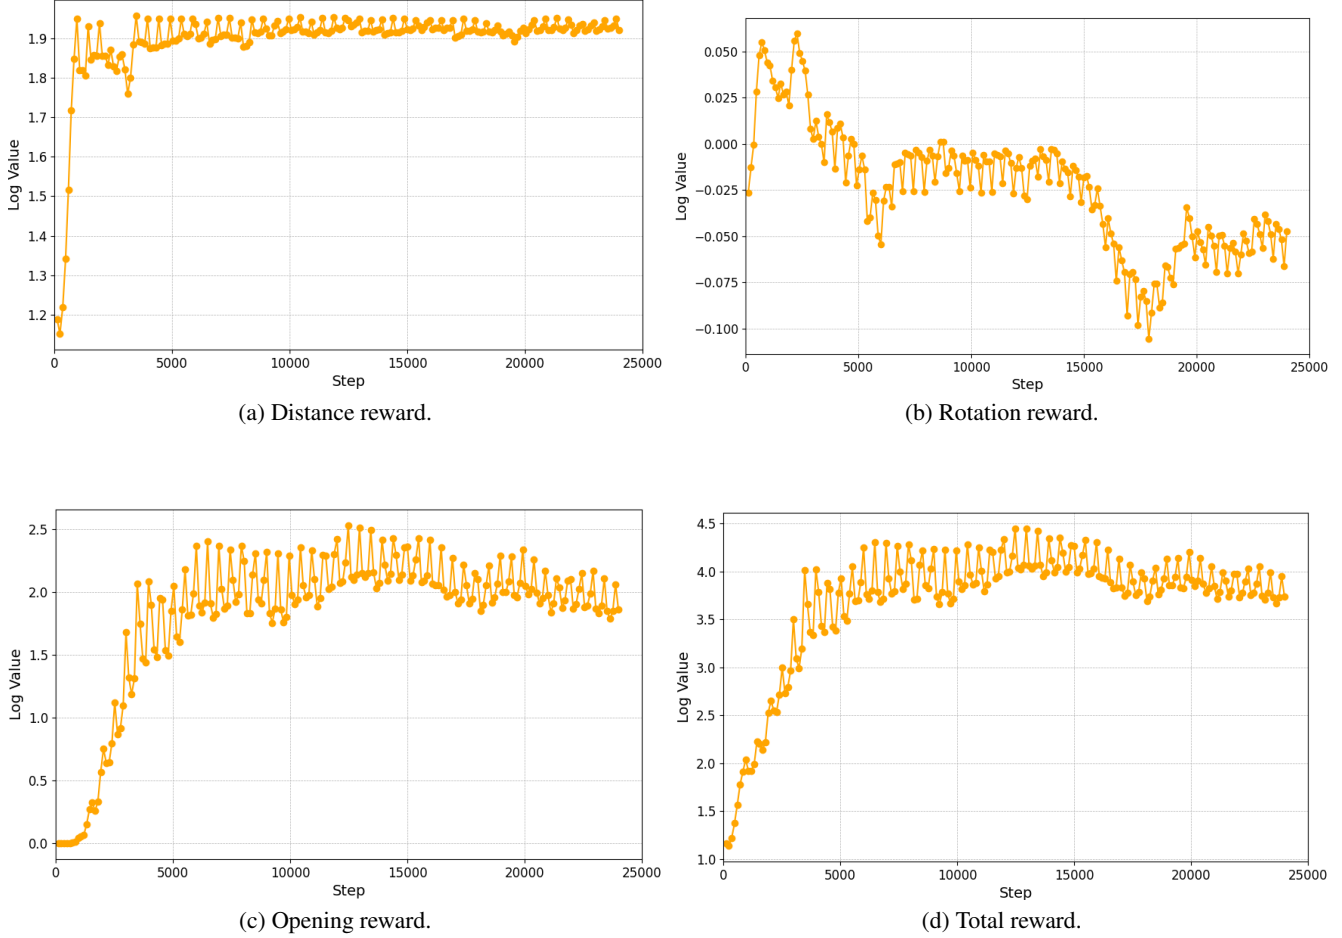 1.9
1.8
1.7
1.6
1.5
1.4
1.3
1.2
Log Value
0 5000 10000 15000 20000 25000
Step
(a) Distance reward.
0.050
0.025
0.000
−0.025
−0.050
−0.075
−0.100
Log Value
0 5000 10000 15000 20000 25000
Step
(b) Rotation reward.
2.5
2.0
1.5
1.0
0.5
0.0
Log Value
0 5000 10000 15000 20000 25000
Step
(c) Opening reward.
4.5
4.0
3.5
3.0
2.5
2.0
1.5
1.0
Log Value
0 5000 10000 15000 20000 25000
Step
(d) Total reward.